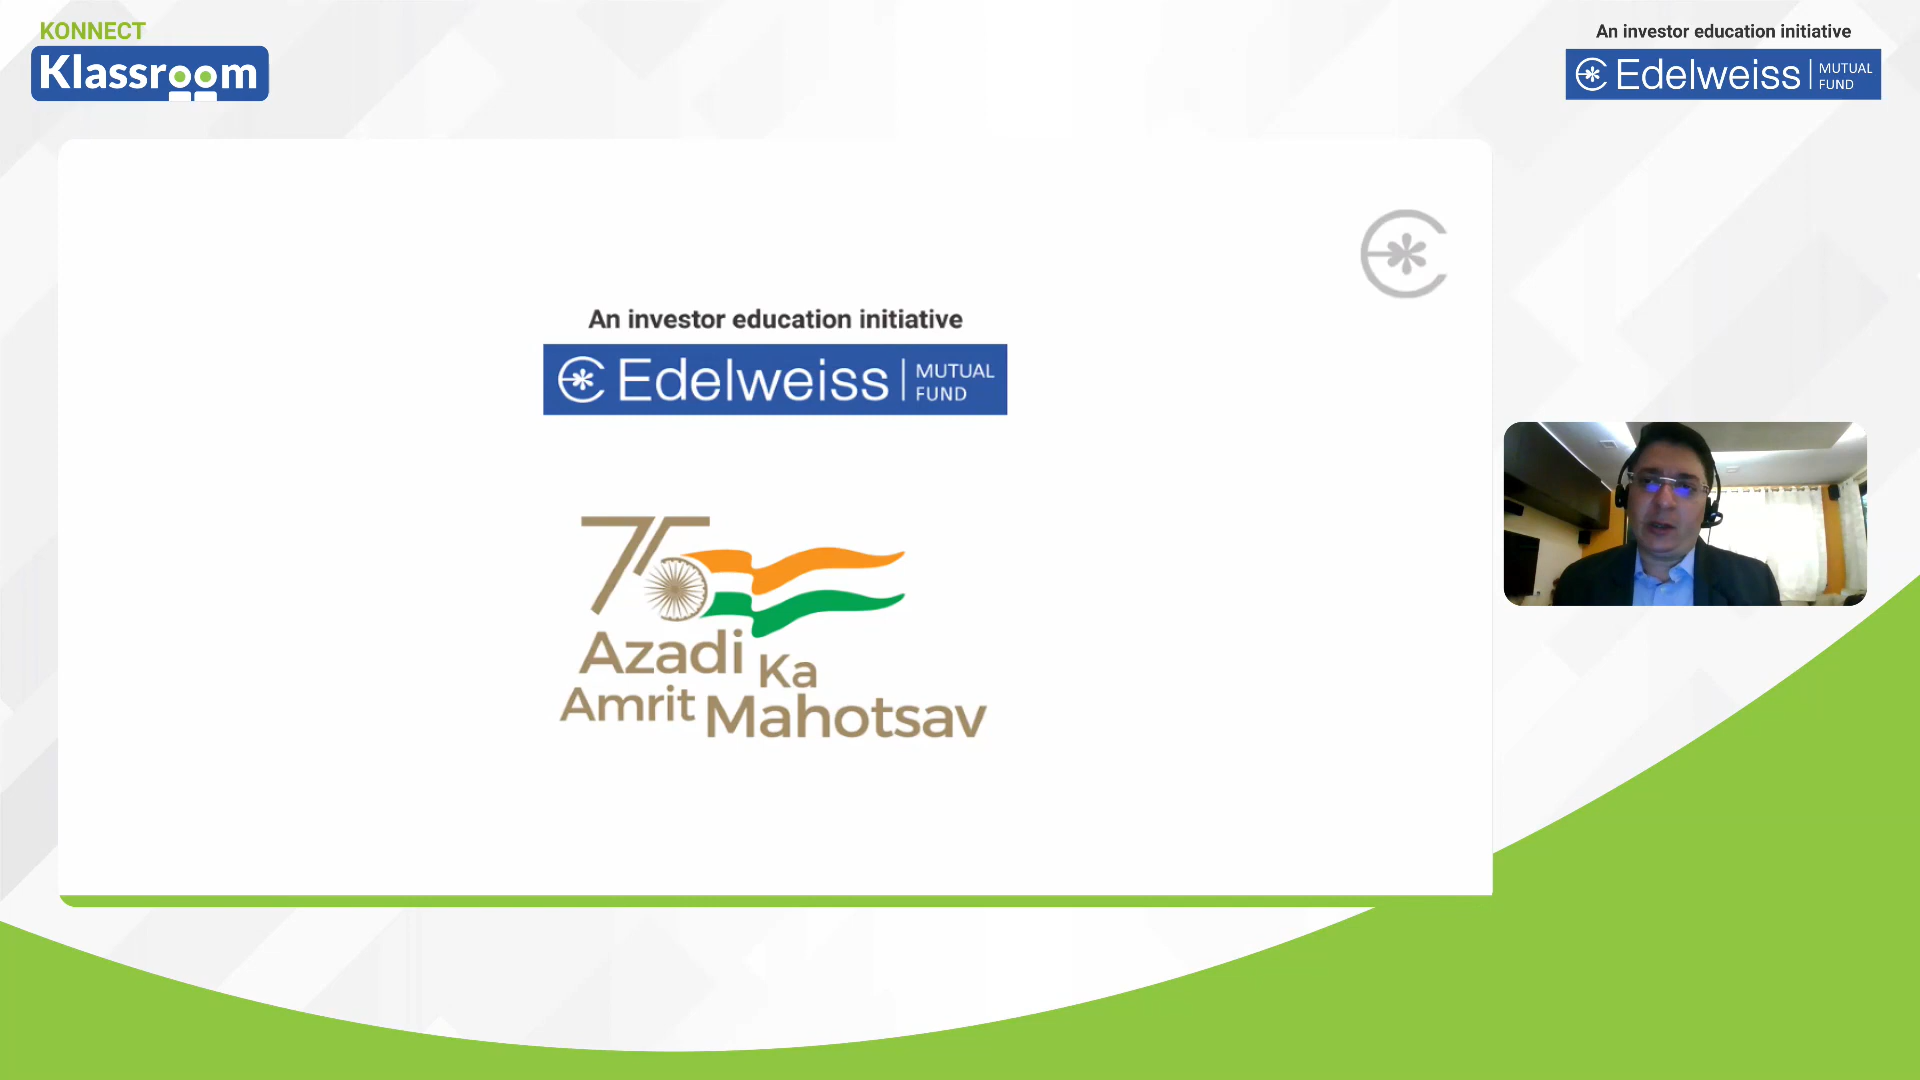 KONNECT
Klassroom
An investor education initiative
Edelweiss | MUTUAL FUND
An investor education initiative
Edelweiss | MUTUAL FUND
75
Azadi Ka
Amrit Mahotsav